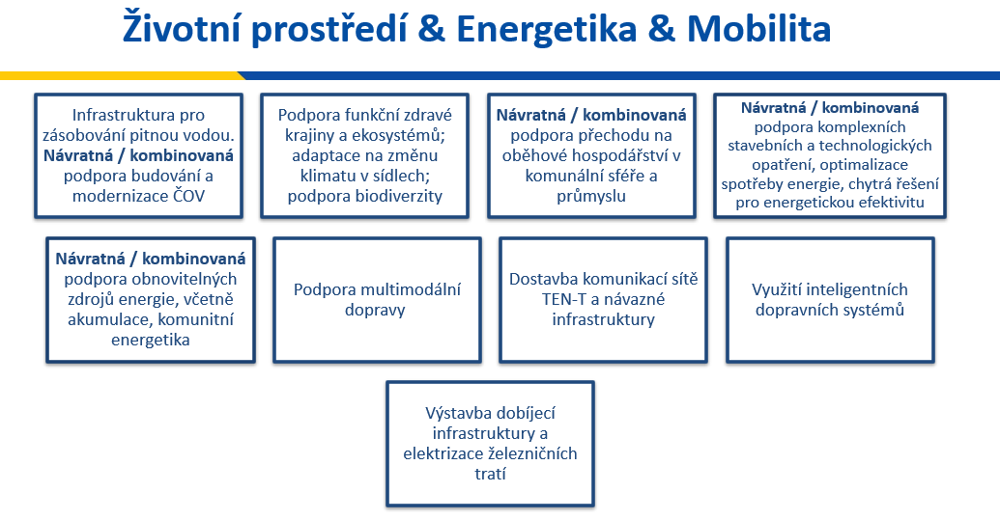 Životní prostředí & Energetika & Mobilita
Infrastruktura pro
zásobování pitnou vodou.
Návratná / kombinovaná
podpora budování a
modernizace ČOV
Podpora funkční zdravé
krajiny a ekosystémů;
adaptace na změnu
klimatu v sídlech;
podpora biodiverzity
Návratná / kombinovaná
podpora přechodu na
oběhové hospodářství v
komunální sféře a
průmyslu
Návratná / kombinovaná
podpora komplexních
stavebních a technologických
opatření, optimalizace
spotřeby energie, chytrá řešení
pro energetickou efektivitu
Návratná / kombinovaná
podpora obnovitelných
zdrojů energie, včetně
akumulace, komunitní
energetika
Podpora multimodální
dopravy
Dostavba komunikací sítě
TEN-T a návazné
infrastruktury
Využití inteligentních
dopravních systémů
Výstavba dobíjecí
infrastruktury a
elektrizace železničních
tratí